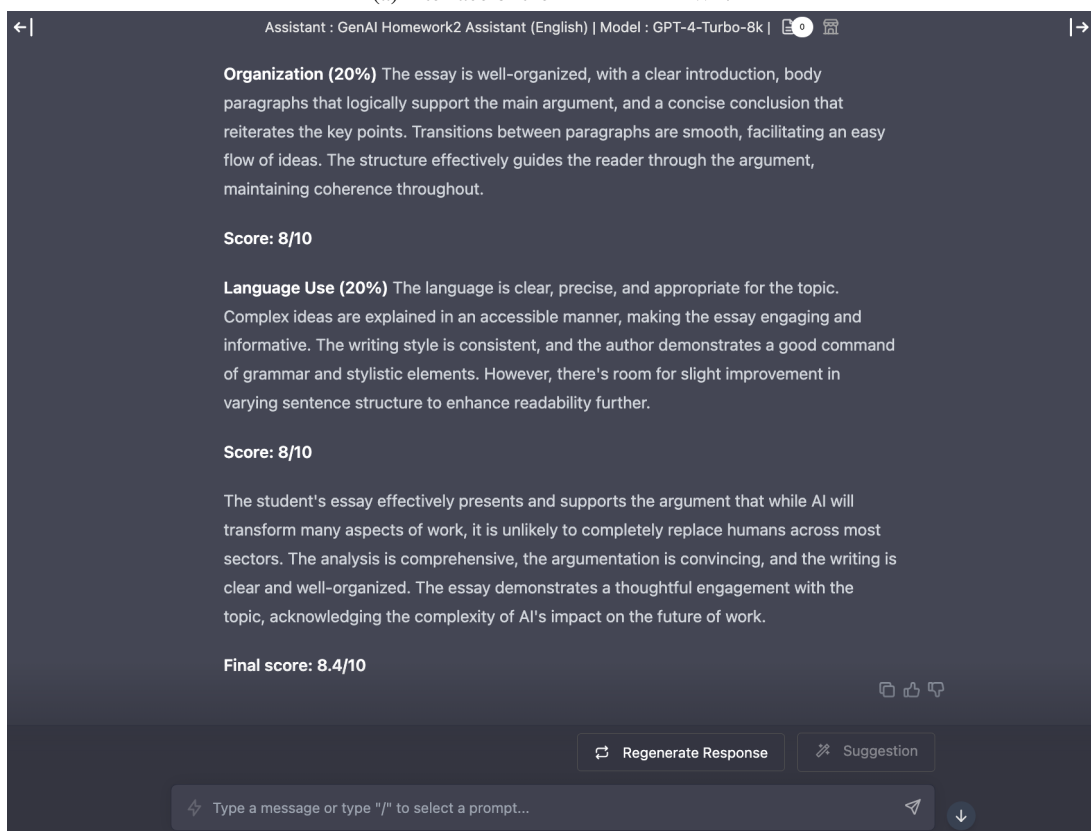 Assistant : GenAI Homework2 Assistant (English) | Model : GPT-4-Turbo-8k | 0
Organization (20%) The essay is well-organized, with a clear introduction, body
paragraphs that logically support the main argument, and a concise conclusion that
reiterates the key points. Transitions between paragraphs are smooth, facilitating an easy
flow of ideas. The structure effectively guides the reader through the argument,
maintaining coherence throughout.
Score: 8/10
Language Use (20%) The language is clear, precise, and appropriate for the topic.
Complex ideas are explained in an accessible manner, making the essay engaging and
informative. The writing style is consistent, and the author demonstrates a good command
of grammar and stylistic elements. However, there's room for slight improvement in
varying sentence structure to enhance readability further.
Score: 8/10
The student's essay effectively presents and supports the argument that while AI will
transform many aspects of work, it is unlikely to completely replace humans across most
sectors. The analysis is comprehensive, the argumentation is convincing, and the writing is
clear and well-organized. The essay demonstrates a thoughtful engagement with the
topic, acknowledging the complexity of AI's impact on the future of work.
Final score: 8.4/10
Regenerate Response
Suggestion
Type a message or type "/" to select a prompt...